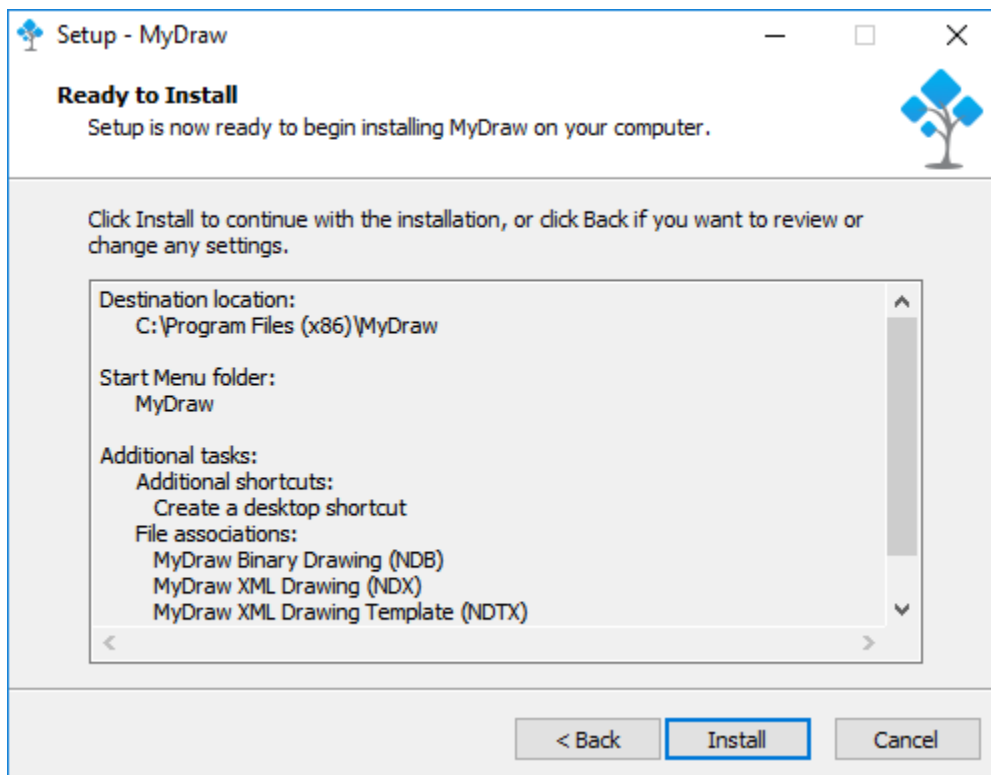 Setup - MyDraw
Ready to Install
Setup is now ready to begin installing MyDraw on your computer.
Click Install to continue with the installation, or click Back if you want to review or
change any settings.
Destination location:
C:\Program Files (x86)\MyDraw
Start Menu folder:
MyDraw
Additional tasks:
Additional shortcuts:
Create a desktop shortcut
File associations:
MyDraw Binary Drawing (NDB)
MyDraw XML Drawing (NDX)
MyDraw XML Drawing Template (NDTX)
< Back Install Cancel